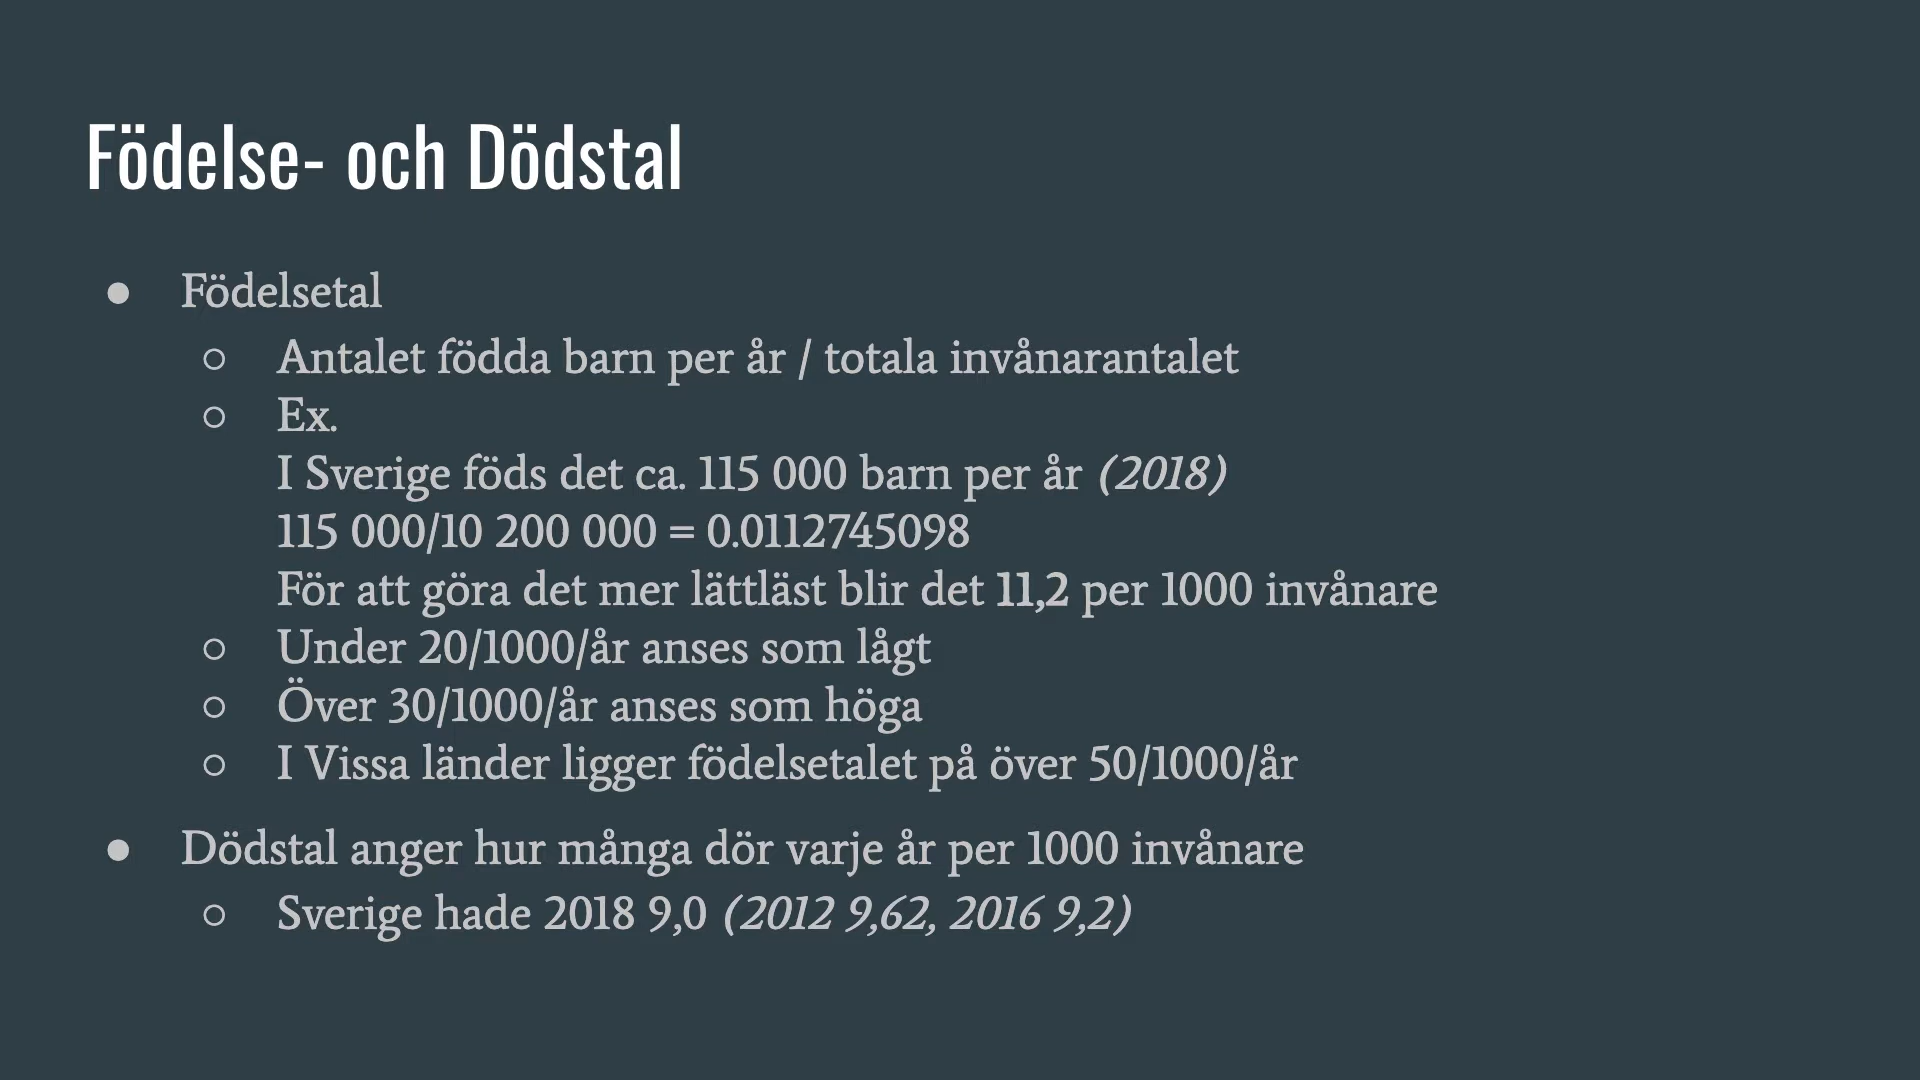 Födelse- och Dödstal
● Födelsetal
○ Antalet födda barn per år / totala invånarantalet
○ Ex.
I Sverige föds det ca. 115 000 barn per år (2018)
115 000/10 200 000 = 0.0112745098
För att göra det mer lättläst blir det 11,2 per 1000 invånare
○ Under 20/1000/år anses som lågt
○ Över 30/1000/år anses som höga
○ I Vissa länder ligger födelsetalet på över 50/1000/år
● Dödstal anger hur många dör varje år per 1000 invånare
○ Sverige hade 2018 9,0 (2012 9,62, 2016 9,2)